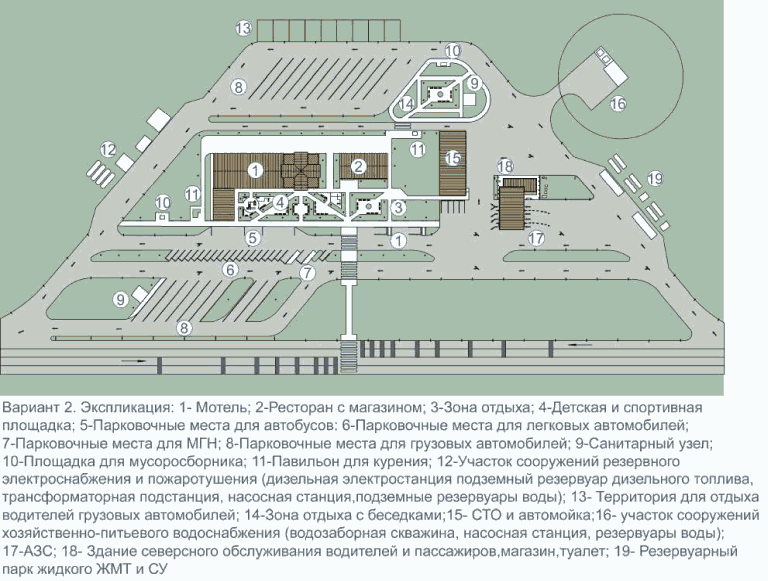 13
10
8
9
14
16
12
11
15
1
2
18
19
11
4
10
3
5
1
17
6
7
9
8
Вариант 2. Экспликация: 1- Мотель; 2-Ресторан с магазином; 3-Зона отдыха; 4-Детская и спортивная
площадка; 5-Парковочные места для автобусов: 6-Парковочные места для легковых автомобилей;
7-Парковочные места для МГН; 8-Парковочные места для грузовых автомобилей; 9-Санитарный узел;
10-Площадка для мусоросборника; 11-Павильон для курения; 12-Участок сооружений резервного
электроснабжения и пожаротушения (дизельная электростанция подземный резервуар дизельного топлива,
трансформаторная подстанция, насосная станция,подземные резервуары воды); 13- Территория для отдыха
водителей грузовых автомобилей; 14-Зона отдыха с беседками;15- СТО и автомойка;16- участок сооружений
хозяйственно-питьевого водоснабжения (водозаборная скважина, насосная станция, резервуары воды);
17-АЗС; 18- Здание северсного обслуживания водителей и пассажиров,магазин,туалет; 19- Резервуарный
парк жидкого ЖМТ и СУ